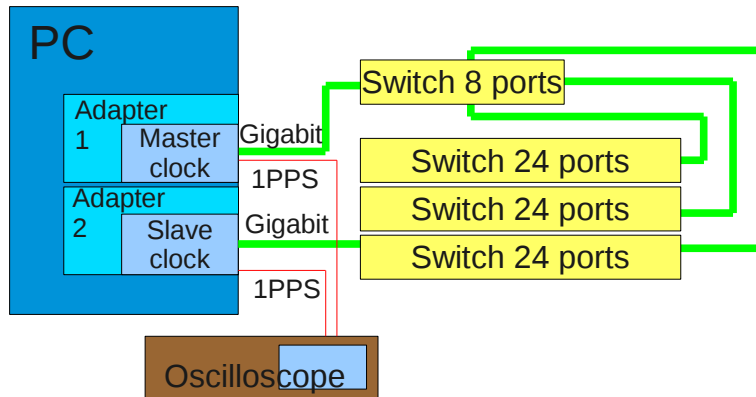 PC
Adapter
1
Master
clock
Gigabit
1PPS
Adapter
2
Slave
clock
Gigabit
1PPS
Switch 8 ports
Switch 24 ports
Switch 24 ports
Switch 24 ports
Oscilloscope